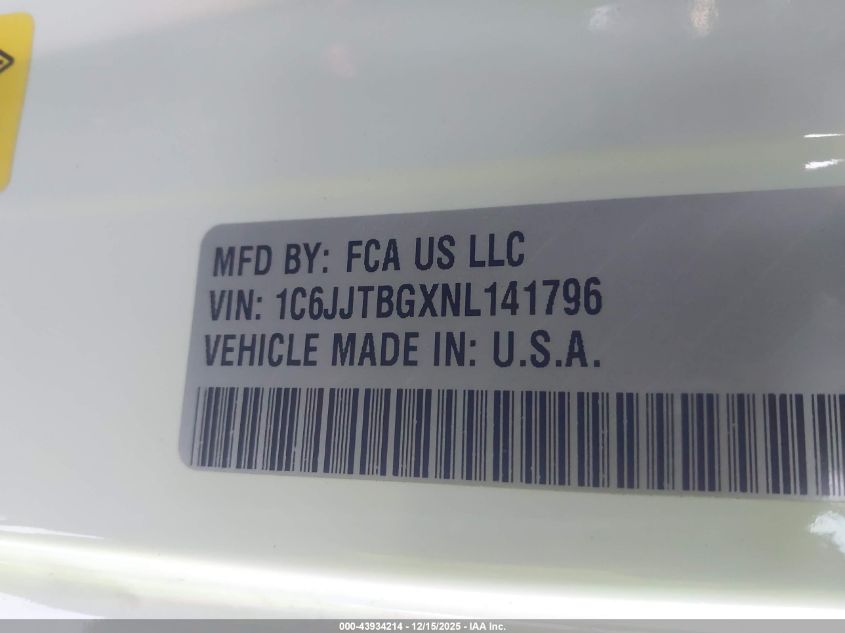 MFD BY: FCA US LLC
VIN: 1C6JJTBGXNL141796
VEHICLE MADE IN: U.S.A.
000-43934214 - 12/15/2025 - IAA Inc.